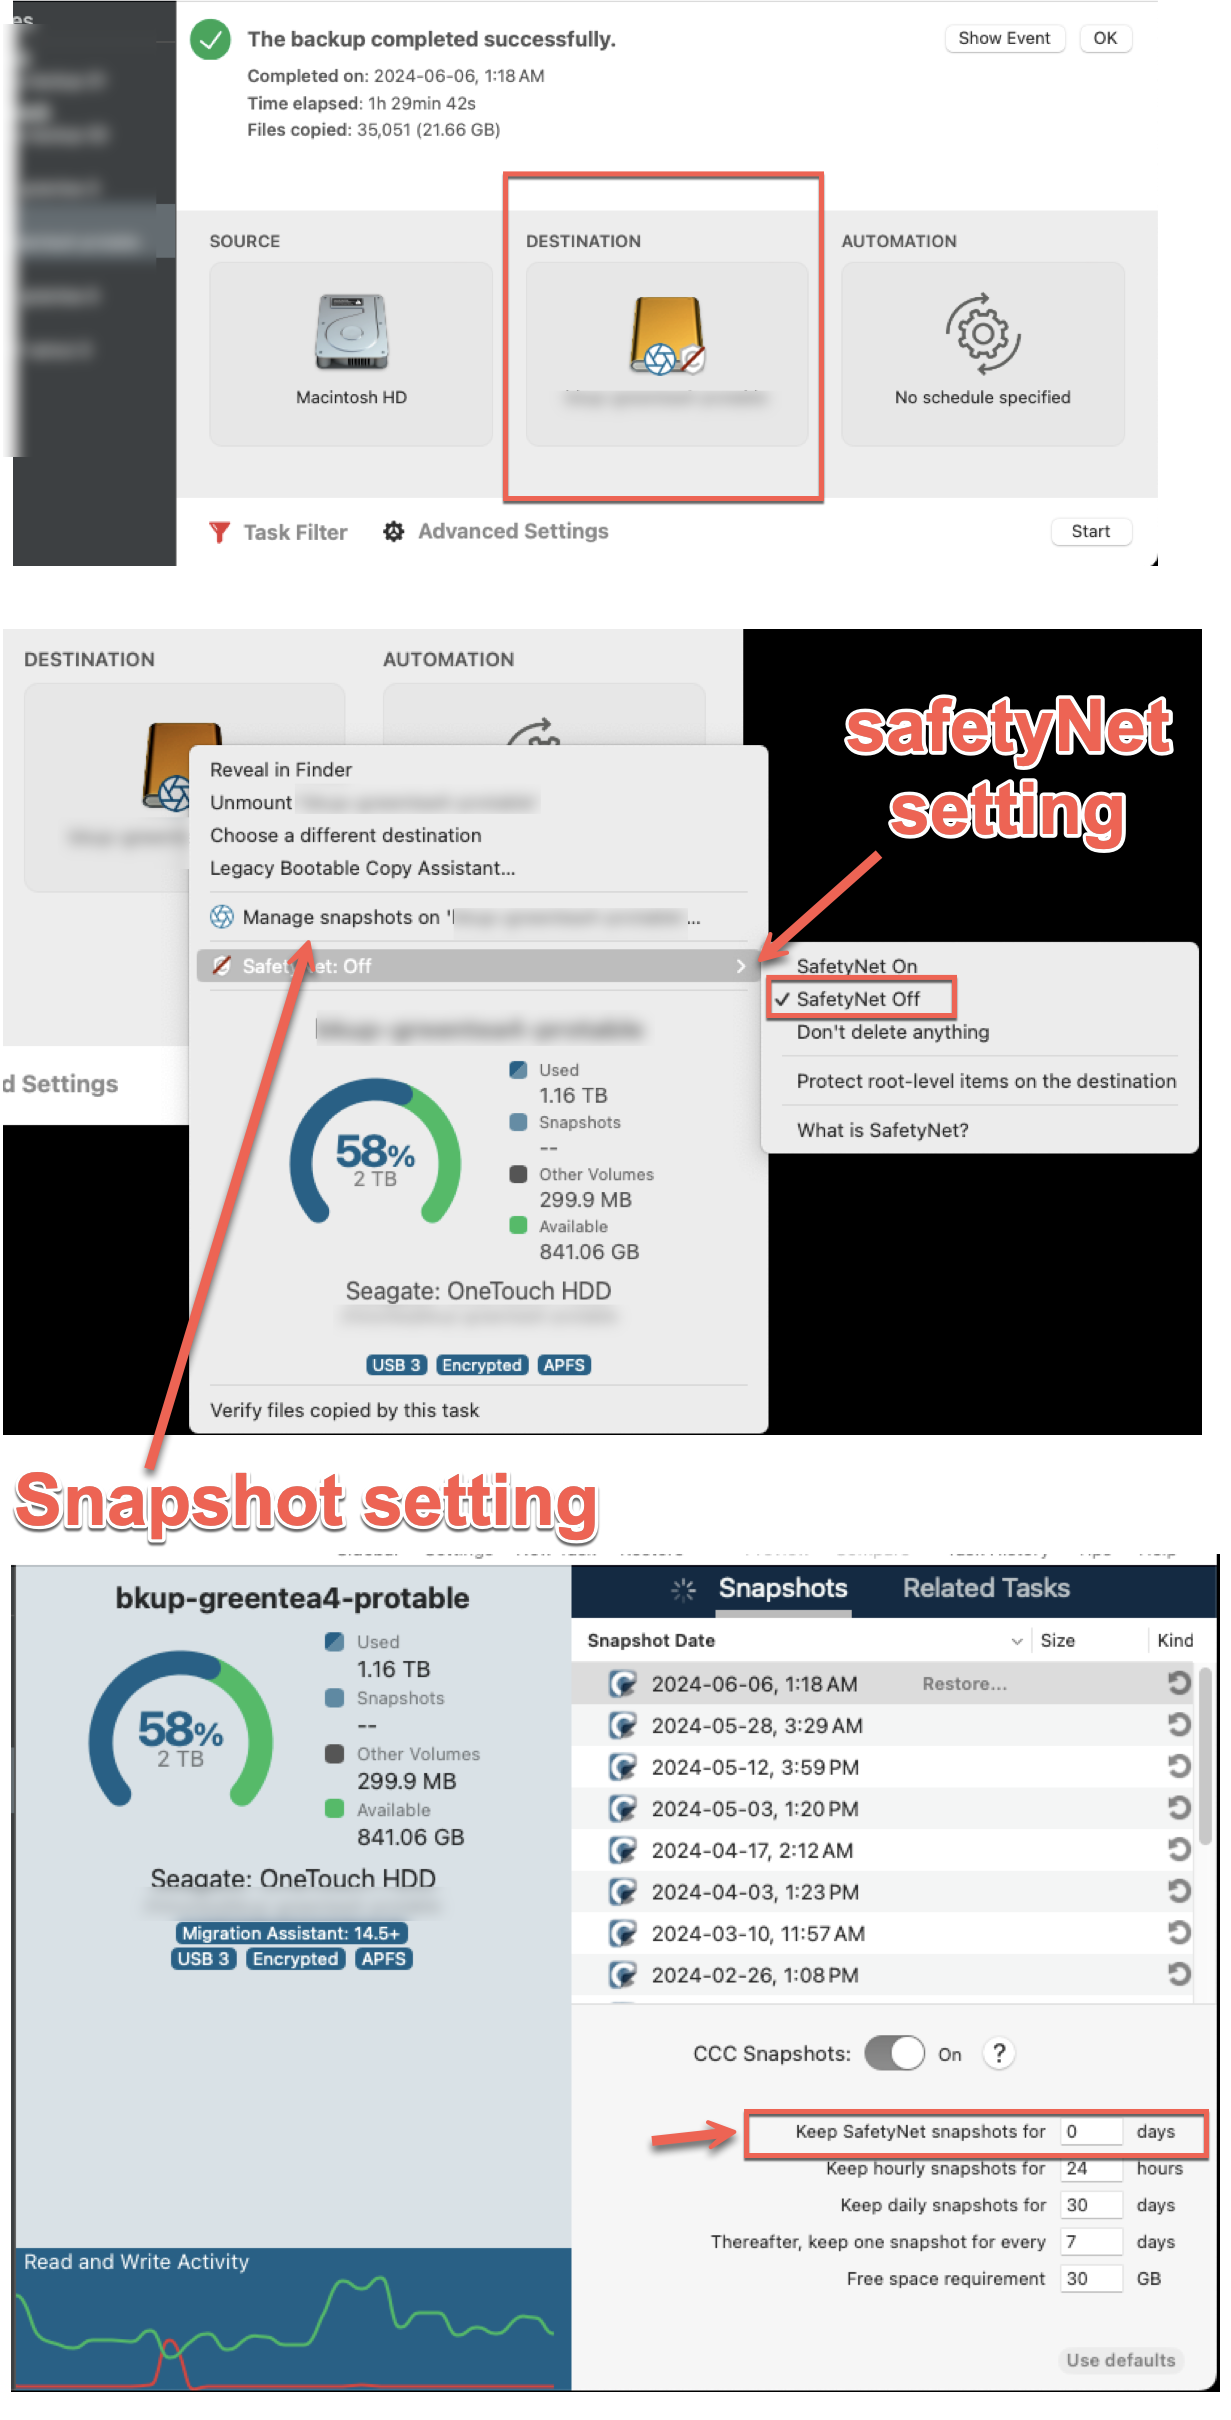 The backup completed successfully.
Show Event
OK
Completed on: 2024-06-06, 1:18 AM
Time elapsed: 1h 29min 42s
Files copied: 35,051 (21.66 GB)
SOURCE
DESTINATION
AUTOMATION
Macintosh HD
No schedule specified
Task Filter
Advanced Settings
Start
DESTINATION
AUTOMATION
safetyNet
setting
Reveal in Finder
Unmount
Choose a different destination
Legacy Bootable Copy Assistant...
Manage snapshots on '
...
SafetyNet: Off
SafetyNet On
✓ SafetyNet Off
Don't delete anything
Protect root-level items on the destination
What is SafetyNet?
d Settings
58%
2 TB
Used
1.16 TB
Snapshots
--
Other Volumes
299.9 MB
Available
841.06 GB
Seagate: OneTouch HDD
USB 3
Encrypted
APFS
Verify files copied by this task
Snapshot setting
bkup-greentea4-protable
58%
2 TB
Used
1.16 TB
Snapshots
--
Other Volumes
299.9 MB
Available
841.06 GB
Seagate: OneTouch HDD
Migration Assistant: 14.5+
USB 3
Encrypted
APFS
Read and Write Activity
Snapshots
Related Tasks
Snapshot Date
Size
Kind
2024-06-06, 1:18 AM
Restore...
2024-05-28, 3:29 AM
2024-05-12, 3:59 PM
2024-05-03, 1:20 PM
2024-04-17, 2:12 AM
2024-04-03, 1:23 PM
2024-03-10, 11:57 AM
2024-02-26, 1:08 PM
CCC Snapshots:
On
?
Keep SafetyNet snapshots for 0 days
Keep hourly snapshots for 24 hours
Keep daily snapshots for 30 days
Thereafter, keep one snapshot for every 7 days
Free space requirement 30 GB
Use defaults